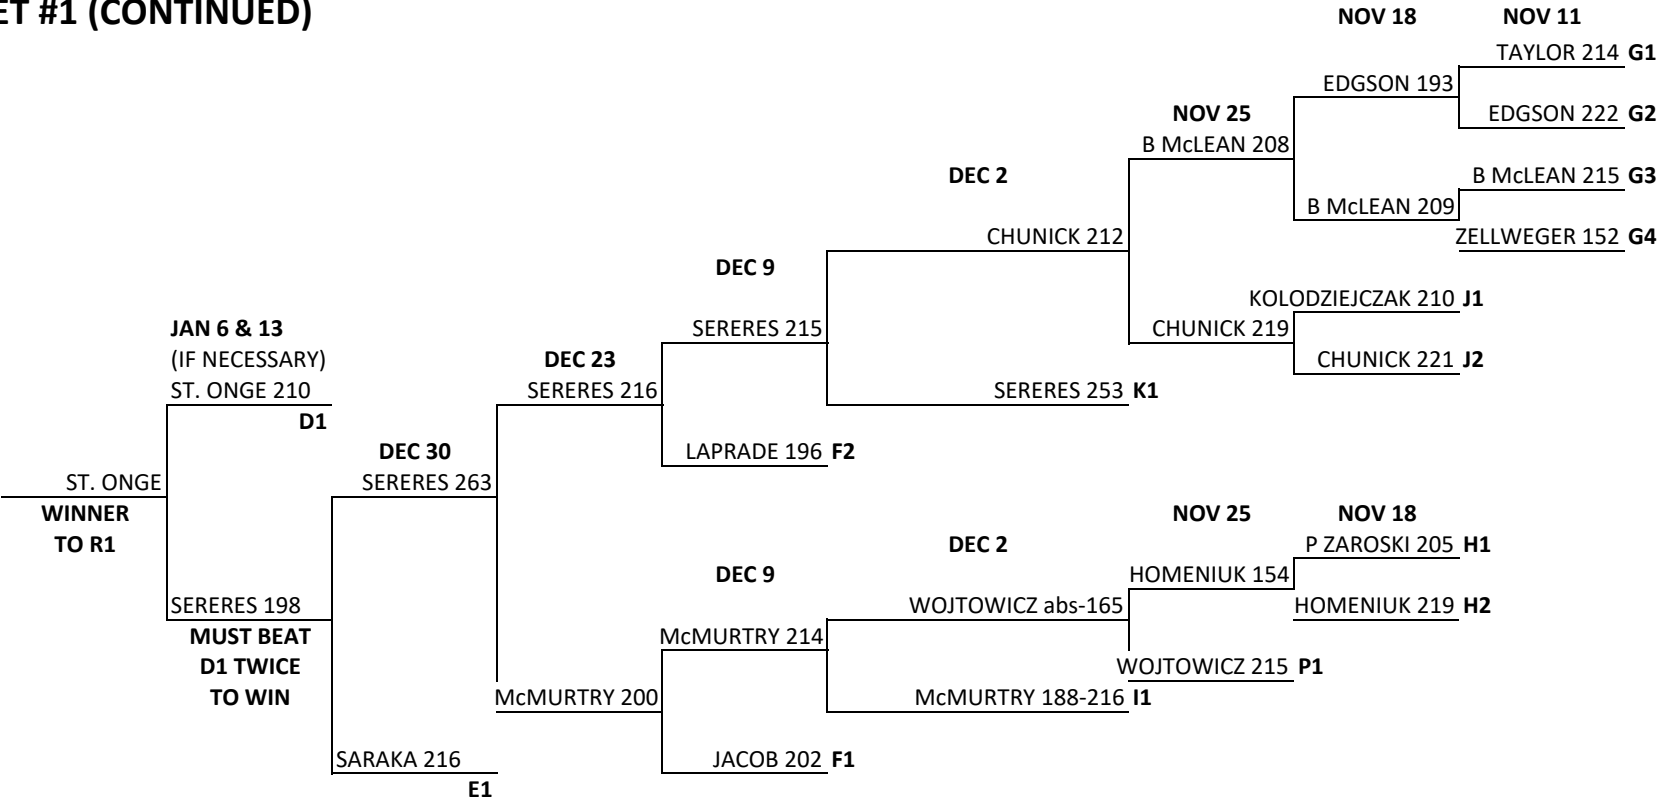 ET #1 (CONTINUED)
NOV 18 NOV 11
TAYLOR 214 G1
EDGSON 193
NOV 25 EDGSON 222 G2
B McLEAN 208
DEC 2 B McLEAN 215 G3
B McLEAN 209
CHUNICK 212 ZELLWEGER 152 G4
DEC 9
KOLODZIEJCZAK 210 J1
JAN 6 & 13 SERERES 215 CHUNICK 219
(IF NECESSARY) DEC 23 CHUNICK 221 J2
ST. ONGE 210 SERERES 216 SERERES 253 K1
D1
DEC 30 LAPRADE 196 F2
ST. ONGE SERERES 263
WINNER NOV 25 NOV 18
TO R1 DEC 2 P ZAROSKI 205 H1
DEC 9 HOMENIUK 154
SERERES 198 WOJTOWICZ abs-165 HOMENIUK 219 H2
MUST BEAT McMURTRY 214
D1 TWICE WOJTOWICZ 215 P1
TO WIN McMURTRY 200 McMURTRY 188-216 I1
SARAKA 216 JACOB 202 F1
E1